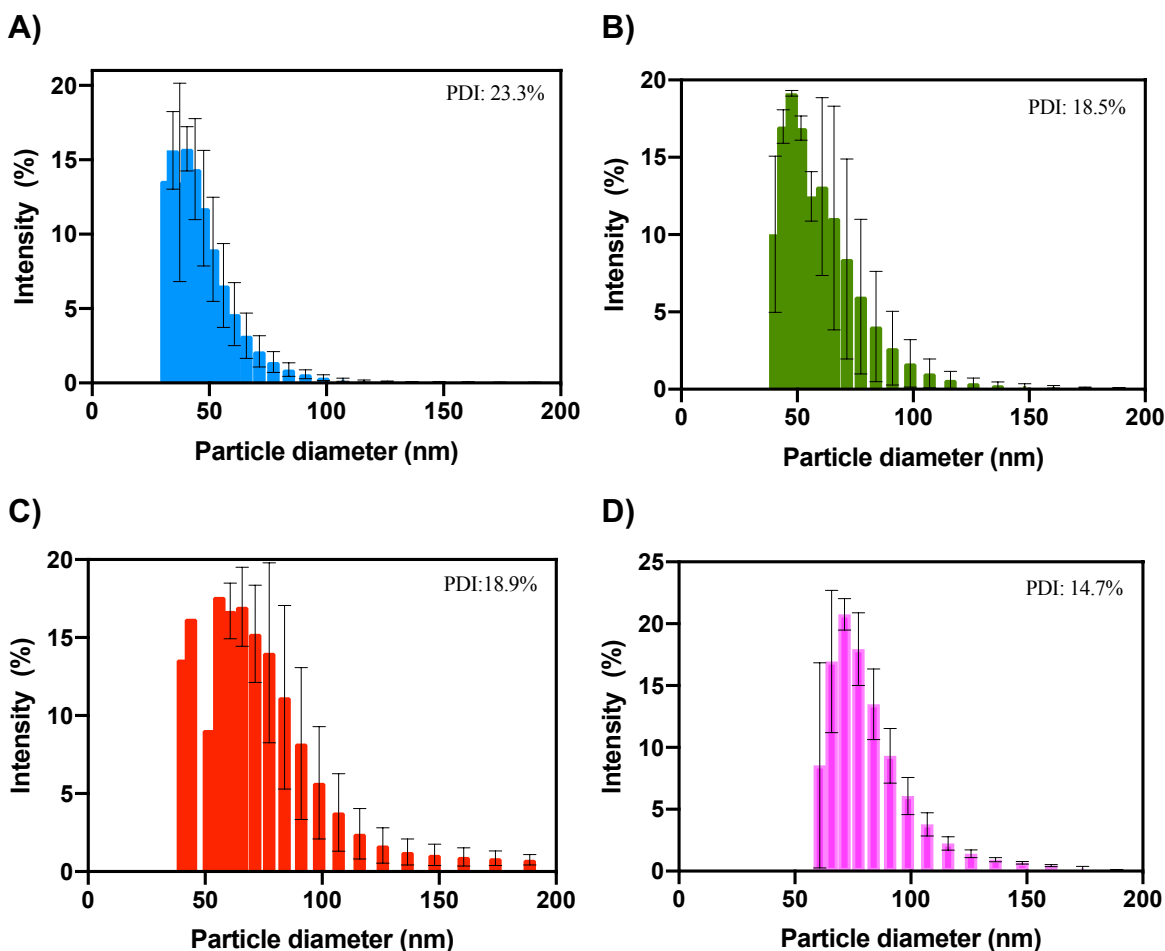 A)
PDI: 23.3%
Intensity (%)
20
15
10
5
0
0 50 100 150 200
Particle diameter (nm)
B)
PDI: 18.5%
Intensity (%)
20
15
10
5
0
0 50 100 150 200
Particle diameter (nm)
C)
PDI:18.9%
Intensity (%)
20
15
10
5
0
0 50 100 150 200
Particle diameter (nm)
D)
PDI: 14.7%
Intensity (%)
25
20
15
10
5
0
0 50 100 150 200
Particle diameter (nm)